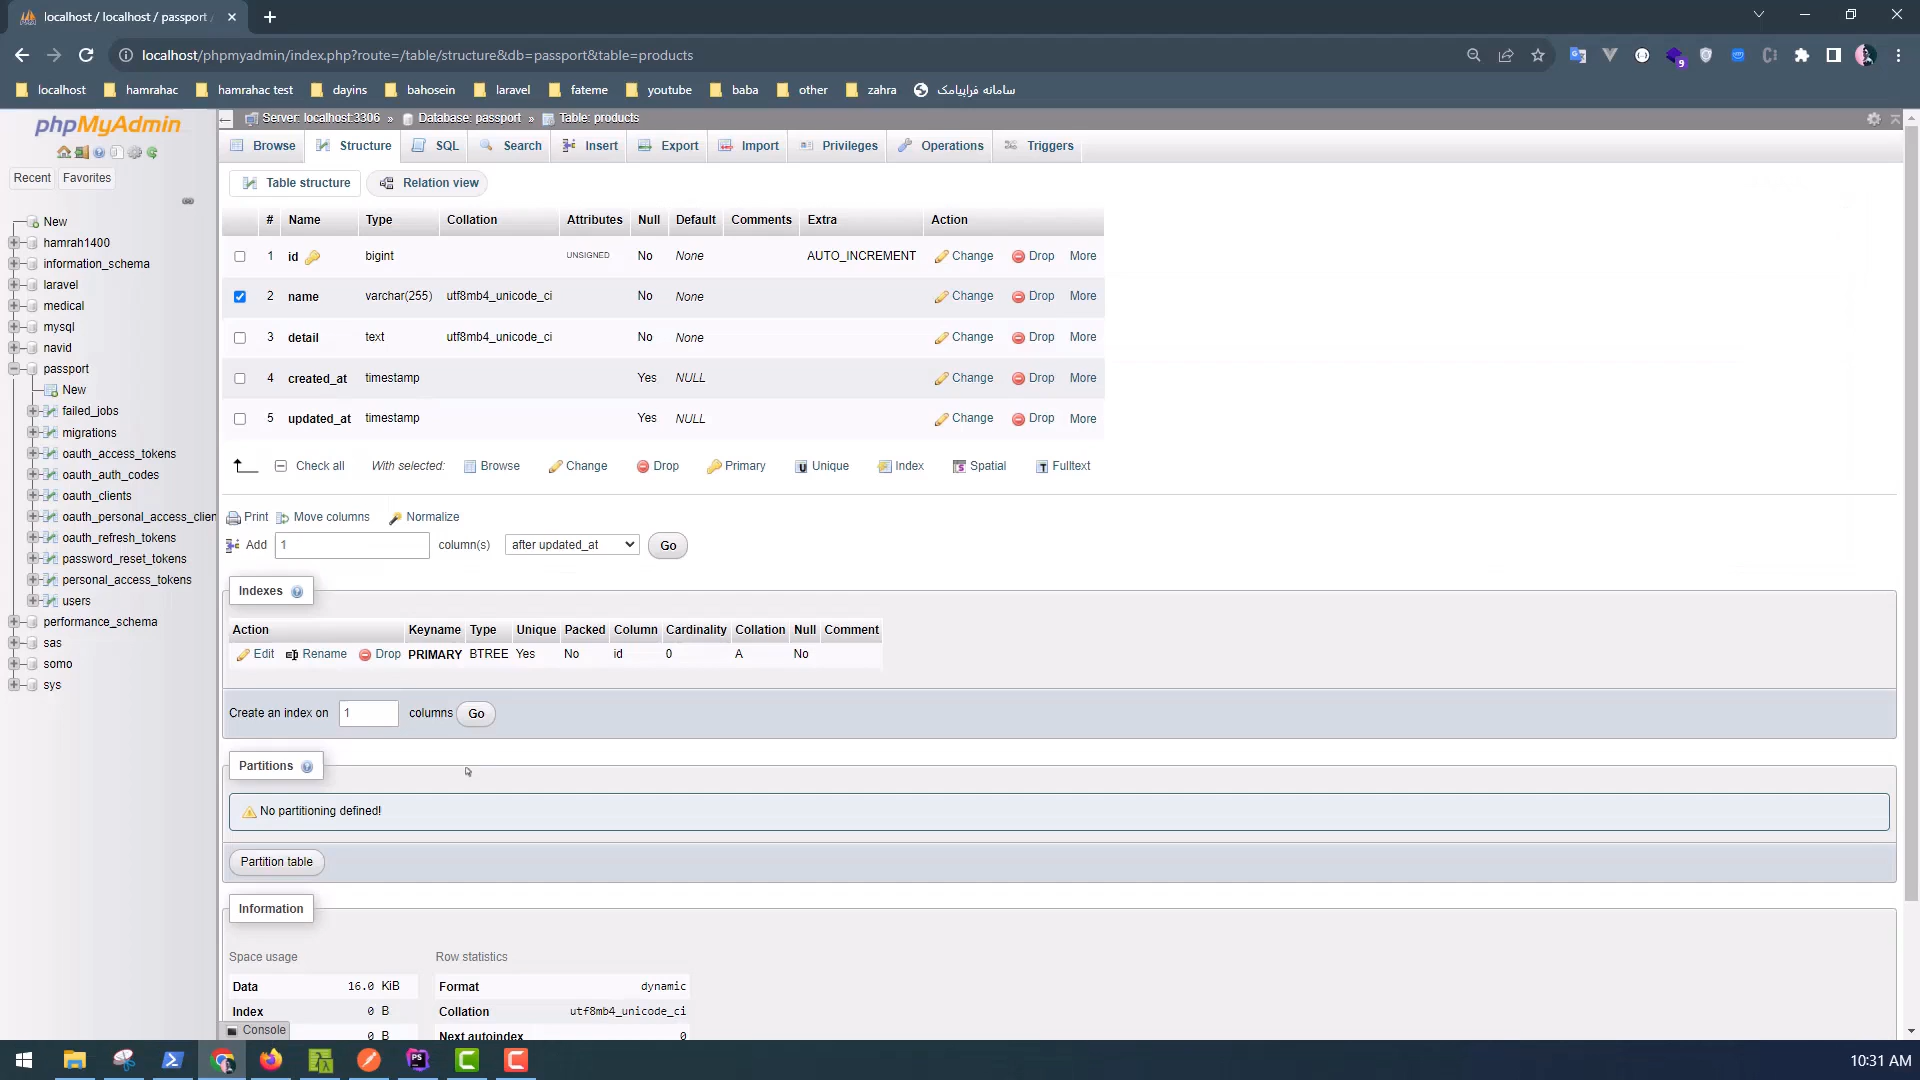 localhost / localhost / passport /
localhost/phpmyadmin/index.php?route=/table/structure&db=passport&table=products
9
localhost hamrahac hamrahac test dayins bahosein laravel fateme youtube baba other zahra سامانه فراپیامک
phpMyAdmin
Recent Favorites
New
hamrah1400
information_schema
laravel
medical
mysql
navid
passport
New
failed_jobs
migrations
oauth_access_tokens
oauth_auth_codes
oauth_clients
oauth_personal_access_clien
oauth_refresh_tokens
password_reset_tokens
personal_access_tokens
users
performance_schema
sas
somo
sys
Server: localhost:3306 » Database: passport » Table: products
Browse Structure SQL Search Insert Export Import Privileges Operations Triggers
Table structure Relation view
# Name Type Collation Attributes Null Default Comments Extra Action
1 id bigint UNSIGNED No None AUTO_INCREMENT Change Drop More
2 name varchar(255) utf8mb4_unicode_ci No None Change Drop More
3 detail text utf8mb4_unicode_ci No None Change Drop More
4 created_at timestamp Yes NULL Change Drop More
5 updated_at timestamp Yes NULL Change Drop More
Check all With selected: Browse Change Drop Primary Unique Index Spatial Fulltext
Print Move columns Normalize
Add 1 column(s) after updated_at Go
Indexes
Action Keyname Type Unique Packed Column Cardinality Collation Null Comment
Edit Rename Drop PRIMARY BTREE Yes No id 0 A No
Create an index on 1 columns Go
Partitions
No partitioning defined!
Partition table
Information
Space usage
Data 16.0 KiB
Index 0 B
0 B
Row statistics
Format dynamic
Collation utf8mb4_unicode_ci
Next autoindex 0
Console
10:31 AM